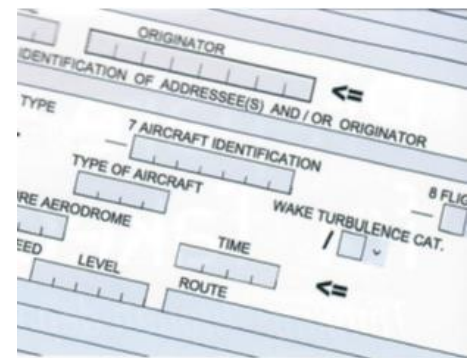 ORIGINATOR
<=
IDENTIFICATION OF ADDRESSEE(S) AND / OR ORIGINATOR
TYPE
7 AIRCRAFT IDENTIFICATION
8 FLIG
TYPE OF AIRCRAFT
WAKE TURBULENCE CAT.
/
URE AERODROME
TIME
<=
EED
LEVEL
ROUTE